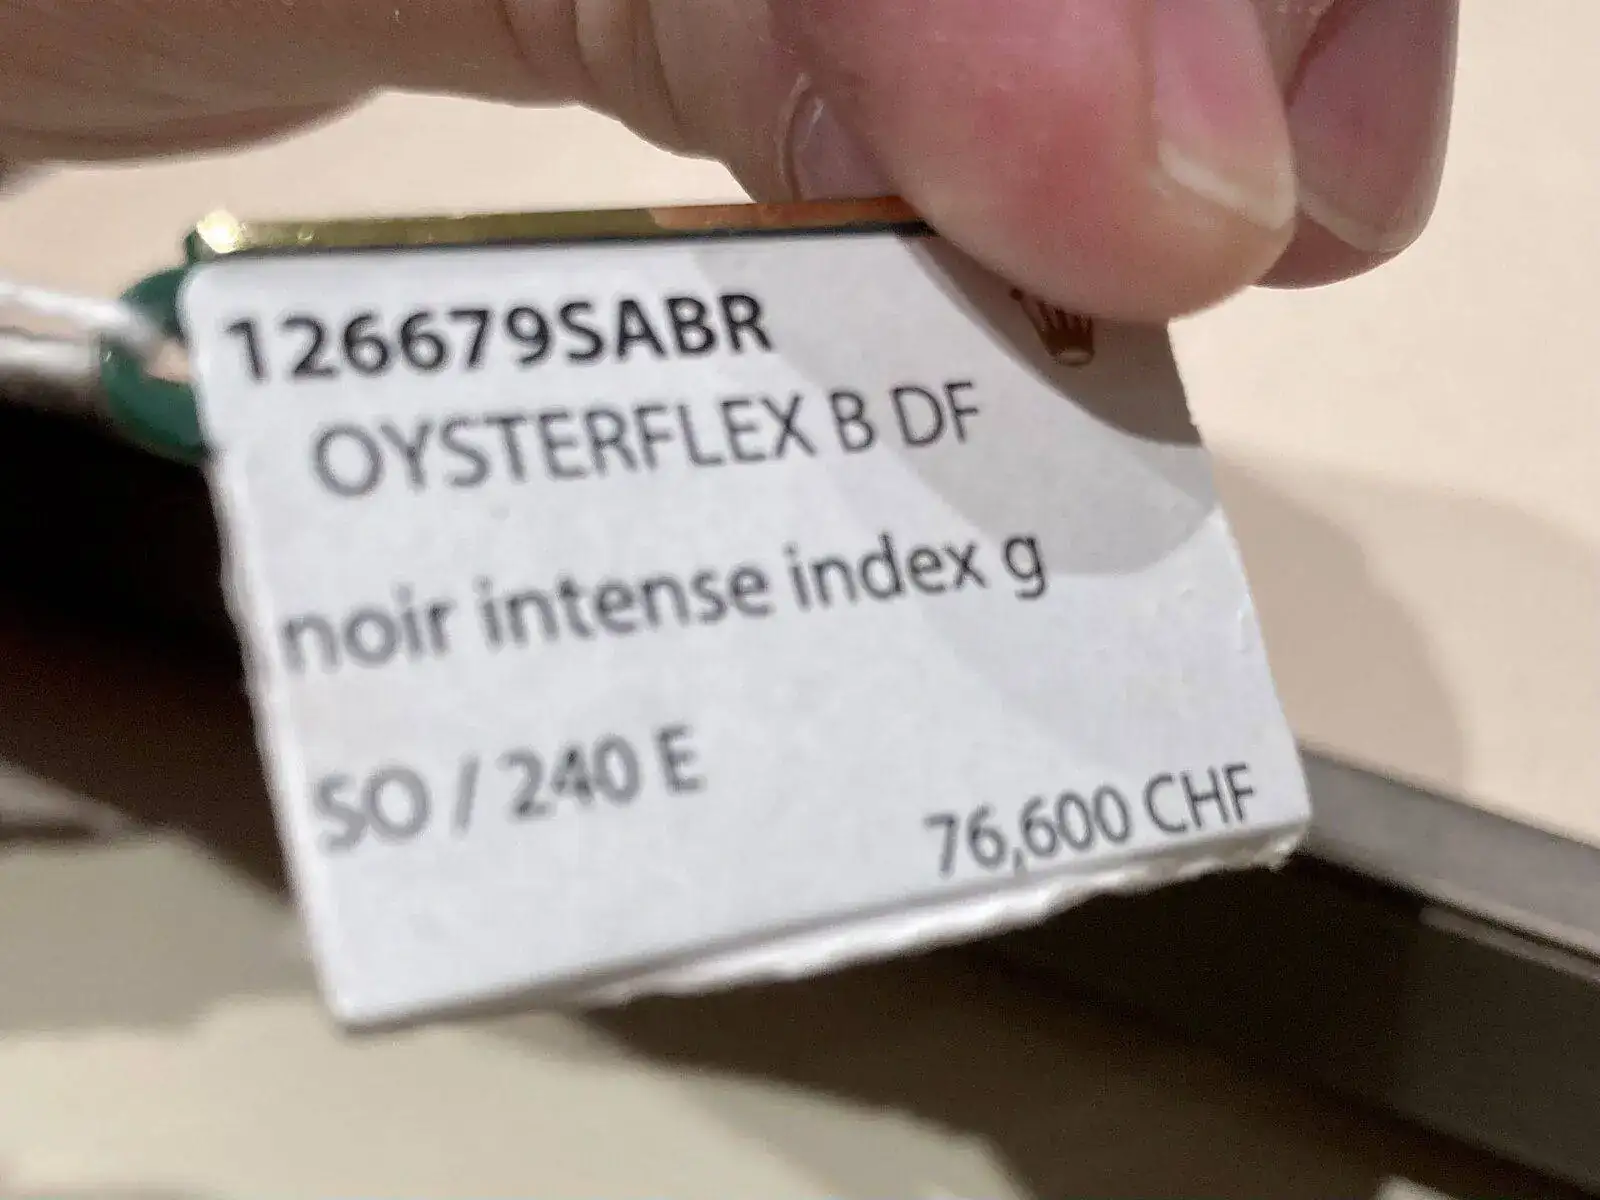 126679SABR
OYSTERFLEX B DF
noir intense index g
SO / 240 E
76,600 CHF